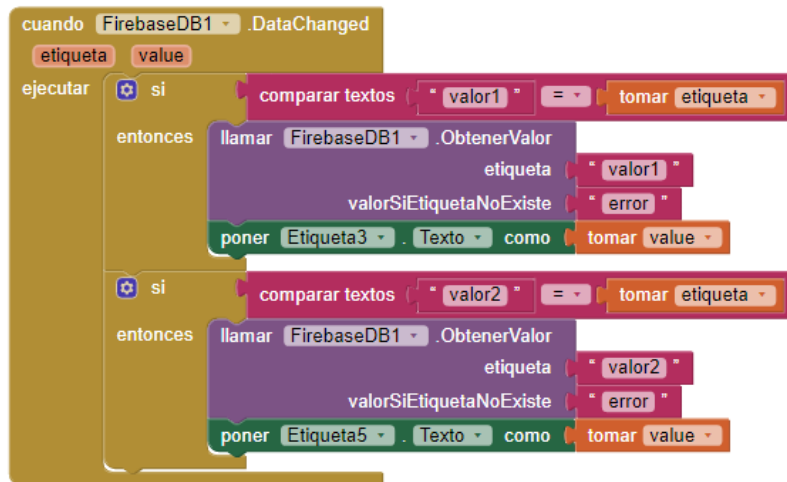 cuando FirebaseDB1 .DataChanged
etiqueta value
ejecutar si comparar textos " valor1 " = tomar etiqueta
entonces llamar FirebaseDB1 .ObtenerValor
etiqueta " valor1 "
valorSiEtiquetaNoExiste " error "
poner Etiqueta3 . Texto como tomar value
si comparar textos " valor2 " = tomar etiqueta
entonces llamar FirebaseDB1 .ObtenerValor
etiqueta " valor2 "
valorSiEtiquetaNoExiste " error "
poner Etiqueta5 . Texto como tomar value